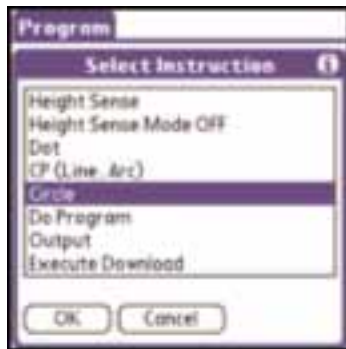 Program
Select Instruction
Height Sense
Height Sense Mode OFF
Dot
CP (Line, Arc)
Circle
Do Program
Output
Execute Download
OK Cancel